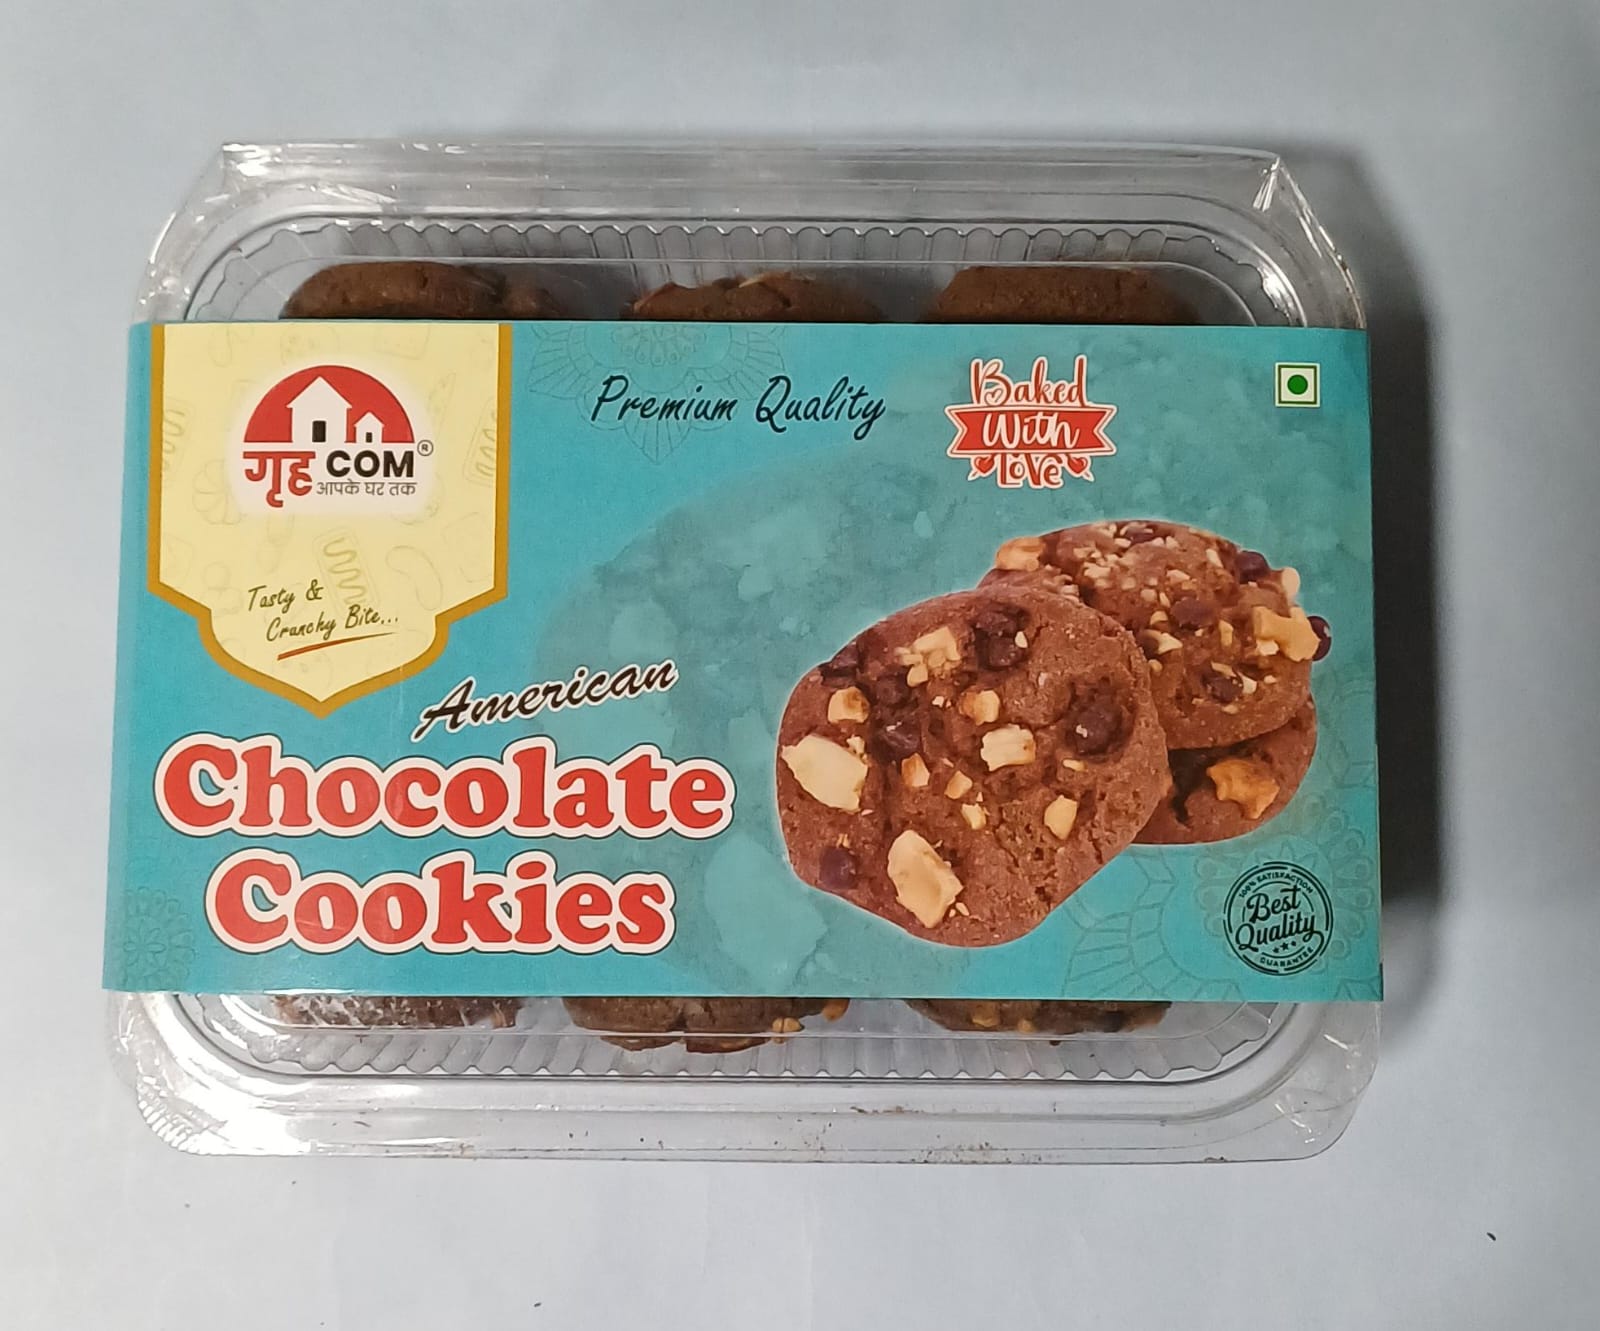 गृह COM®
आपके घर तक
Tasty &
Crunchy Bite...
Premium Quality
Baked
With
Love
American
Chocolate
Cookies
100% SATISFACTION
Best
Quality
GUARANTEE